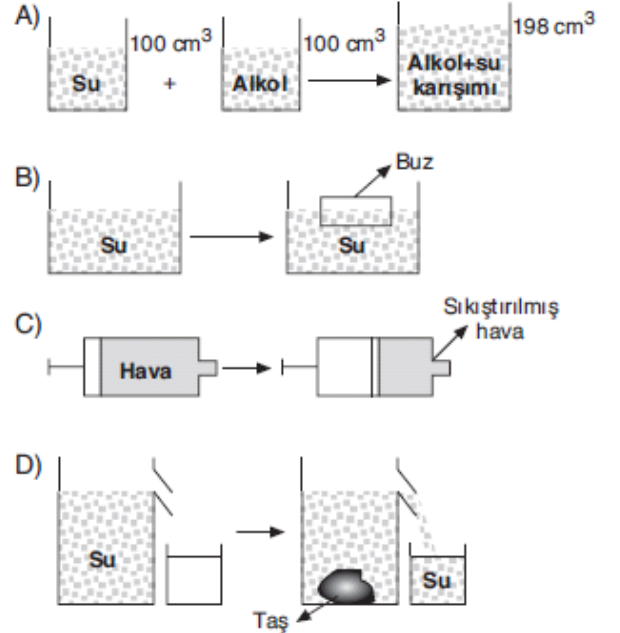 A)
100 cm³
100 cm³
198 cm³
Su
+
Alkol
Alkol+su
karışımı
B)
Buz
Su
Su
C)
Sıkıştırılmış
hava
Hava
D)
Su
Su
Taş